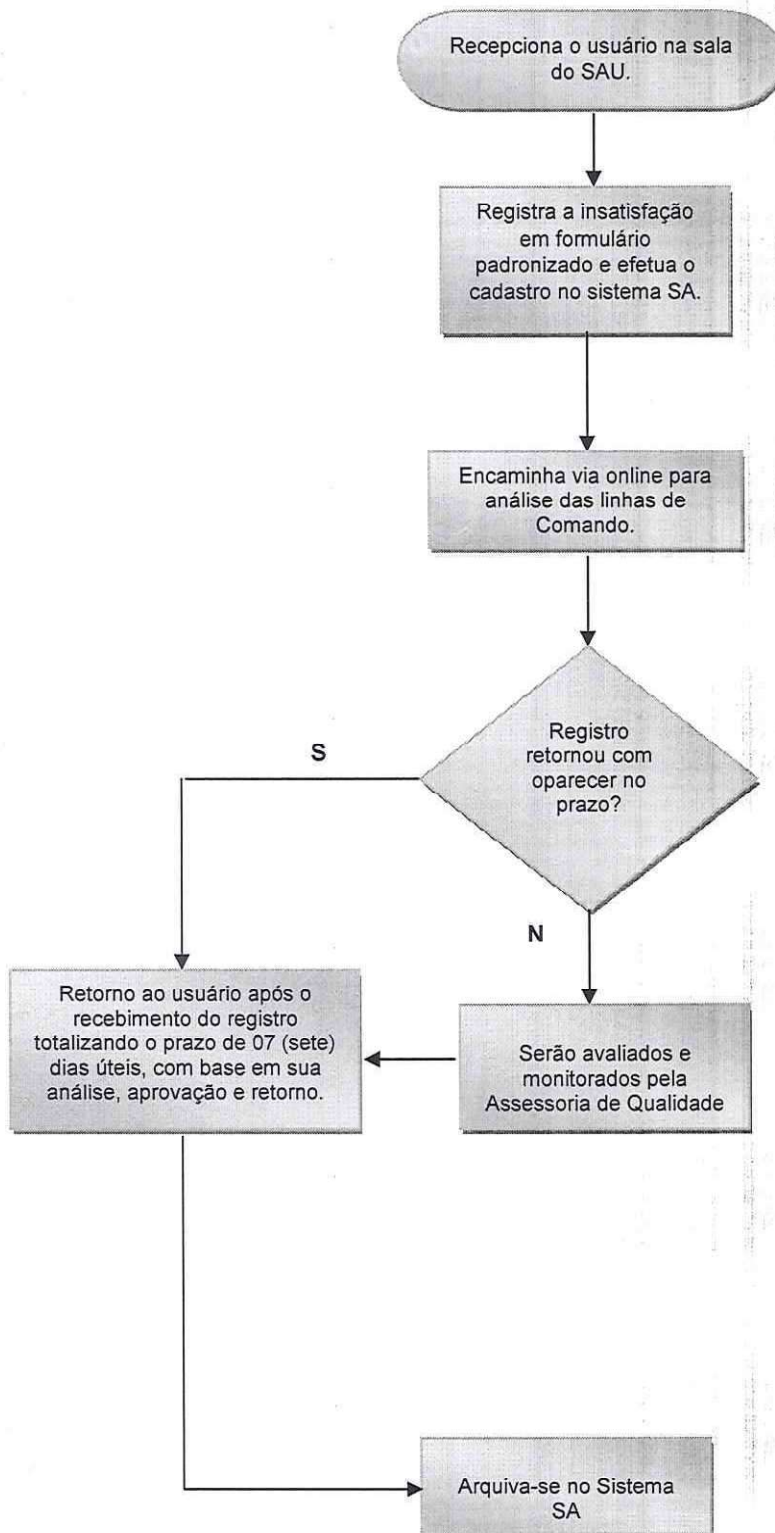 Recepciona o usuário na sala
do SAU.
Registra a insatisfação
em formulário
padronizado e efetua o
cadastro no sistema SA.
Encaminha via online para
análise das linhas de
Comando.
Registro
retornou com
oparecer no
prazo?
S
N
Retorno ao usuário após o
recebimento do registro
totalizando o prazo de 07 (sete)
dias úteis, com base em sua
análise, aprovação e retorno.
Serão avaliados e
monitorados pela
Assessoria de Qualidade
Arquiva-se no Sistema
SA